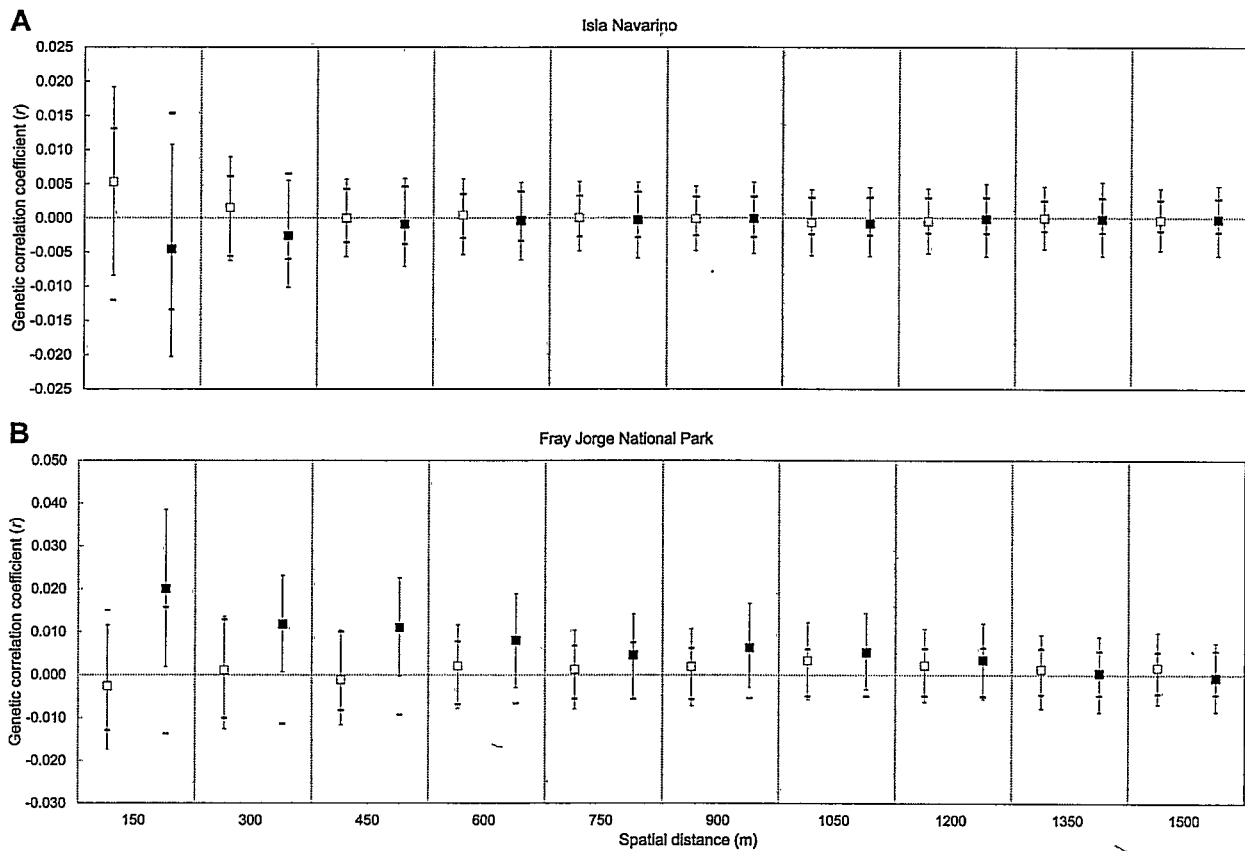 A
Isla Navarino
Genetic correlation coefficient (r)
0.025
0.020
0.015
0.010
0.005
0.000
-0.005
-0.010
-0.015
-0.020
-0.025
B
Fray Jorge National Park
Genetic correlation coefficient (r)
0.050
0.040
0.030
0.020
0.010
0.000
-0.010
-0.020
-0.030
150 300 450 600 750 900 1050 1200 1350 1500
Spatial distance (m)